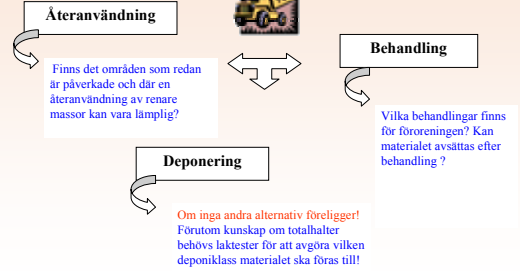 Återanvändning
Finns det områden som redan
är påverkade och där en
återanvändning av renare
massor kan vara lämplig?
Behandling
Vilka behandlingar finns
för föroreningen? Kan
materialet avsättas efter
behandling ?
Deponering
Om inga andra alternativ föreligger!
Förutom kunskap om totalhalter
behövs laktester för att avgöra vilken
deponiklass materialet ska föras till!